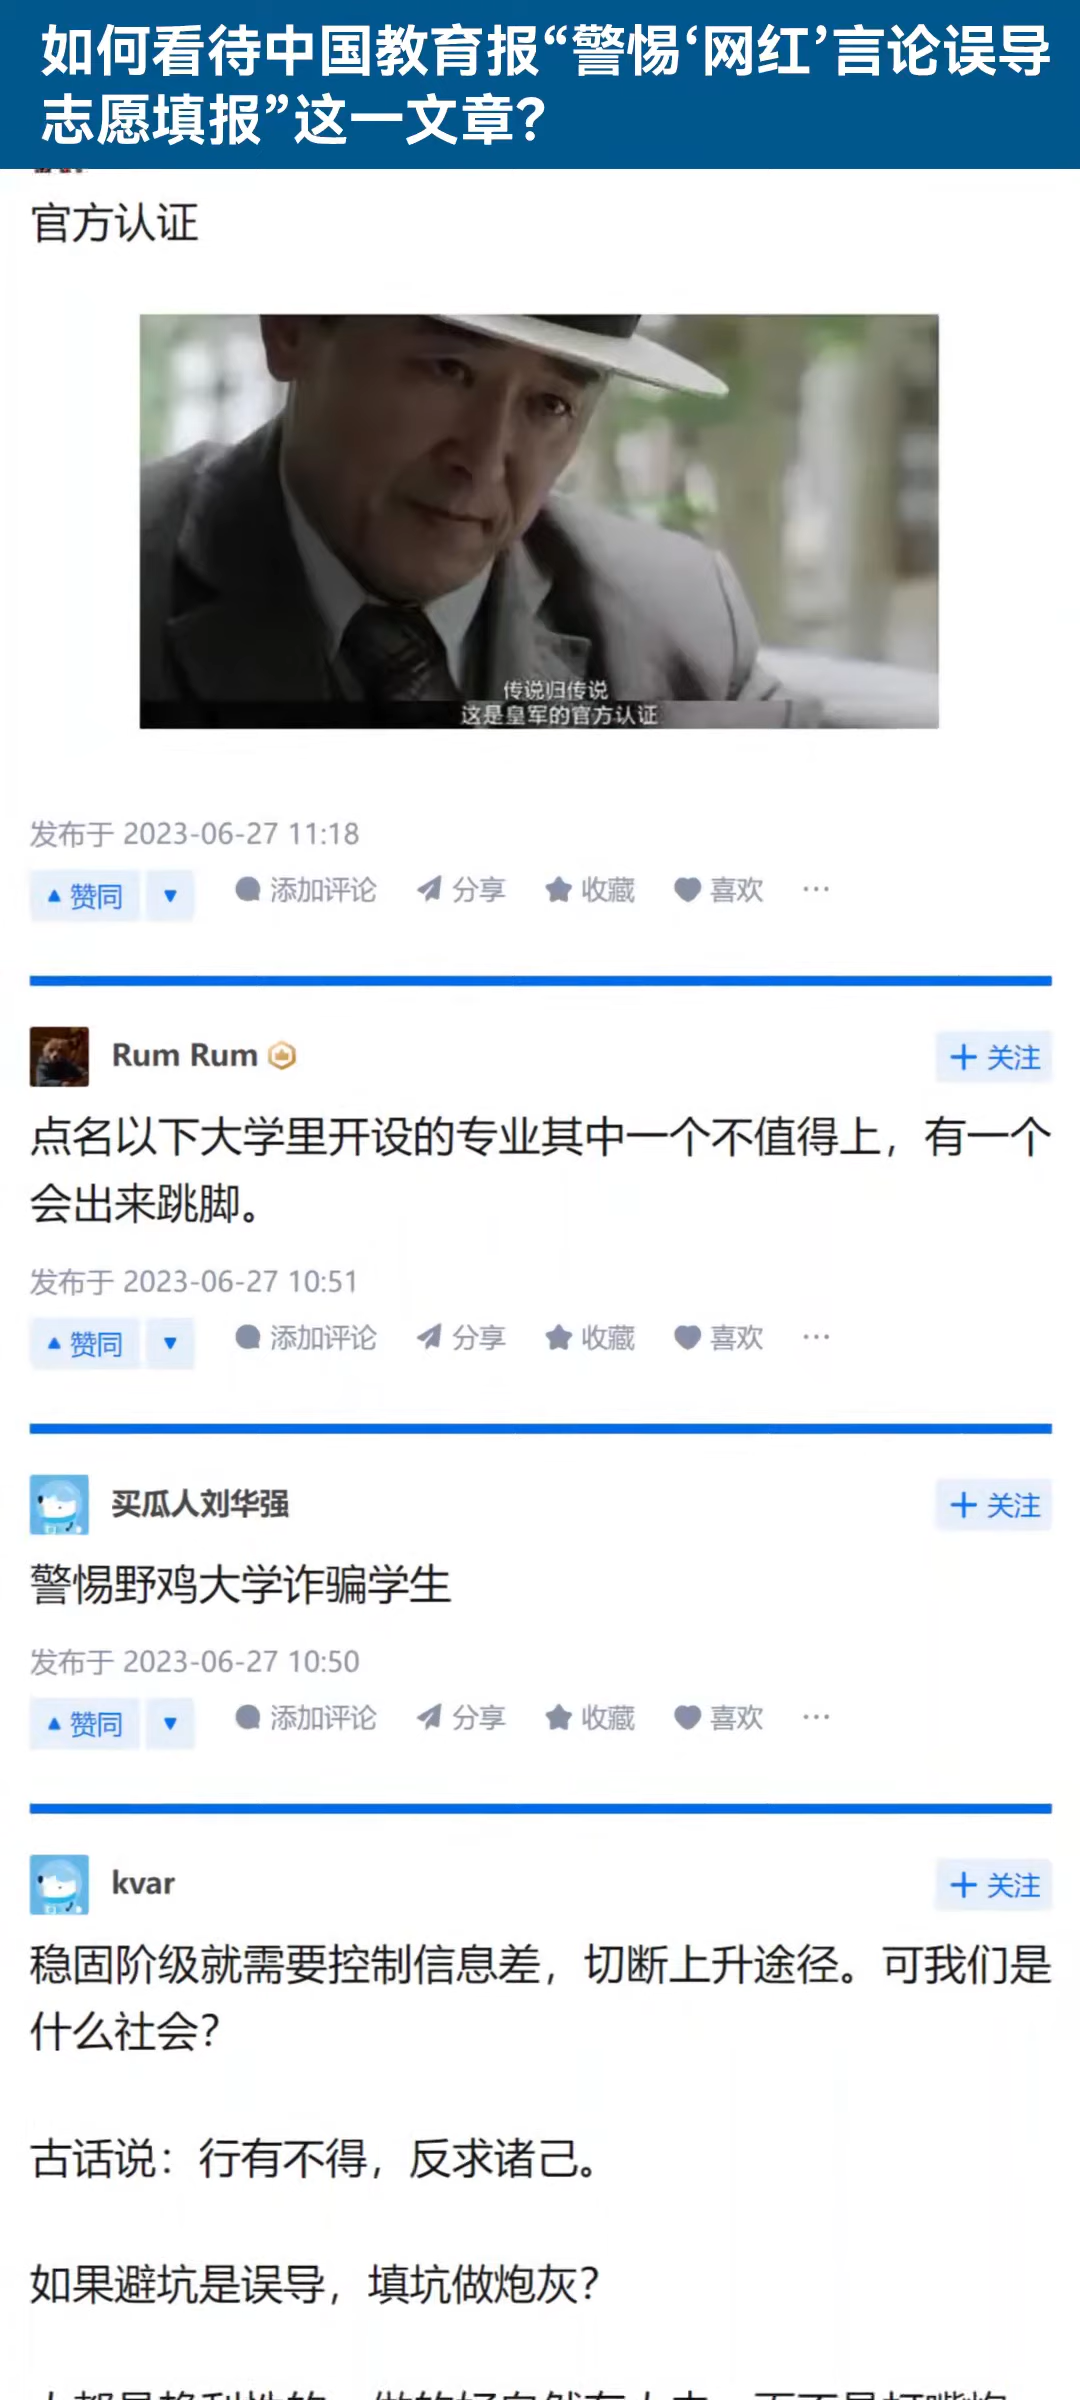 如何看待中国教育报“警惕‘网红’言论误导
志愿填报”这一文章？
官方认证
传说归传说
这是皇军的官方认证
发布于 2023-06-27 11:18
赞同 添加评论 分享 收藏 喜欢 ···
Rum Rum
+ 关注
点名以下大学里开设的专业其中一个不值得上，有一个
会出来跳脚。
发布于 2023-06-27 10:51
赞同 添加评论 分享 收藏 喜欢 ···
买瓜人刘华强
+ 关注
警惕野鸡大学诈骗学生
发布于 2023-06-27 10:50
赞同 添加评论 分享 收藏 喜欢 ···
kvar
+ 关注
稳固阶级就需要控制信息差，切断上升途径。可我们是
什么社会？
古话说：行有不得，反求诸己。
如果避坑是误导，填坑做炮灰？